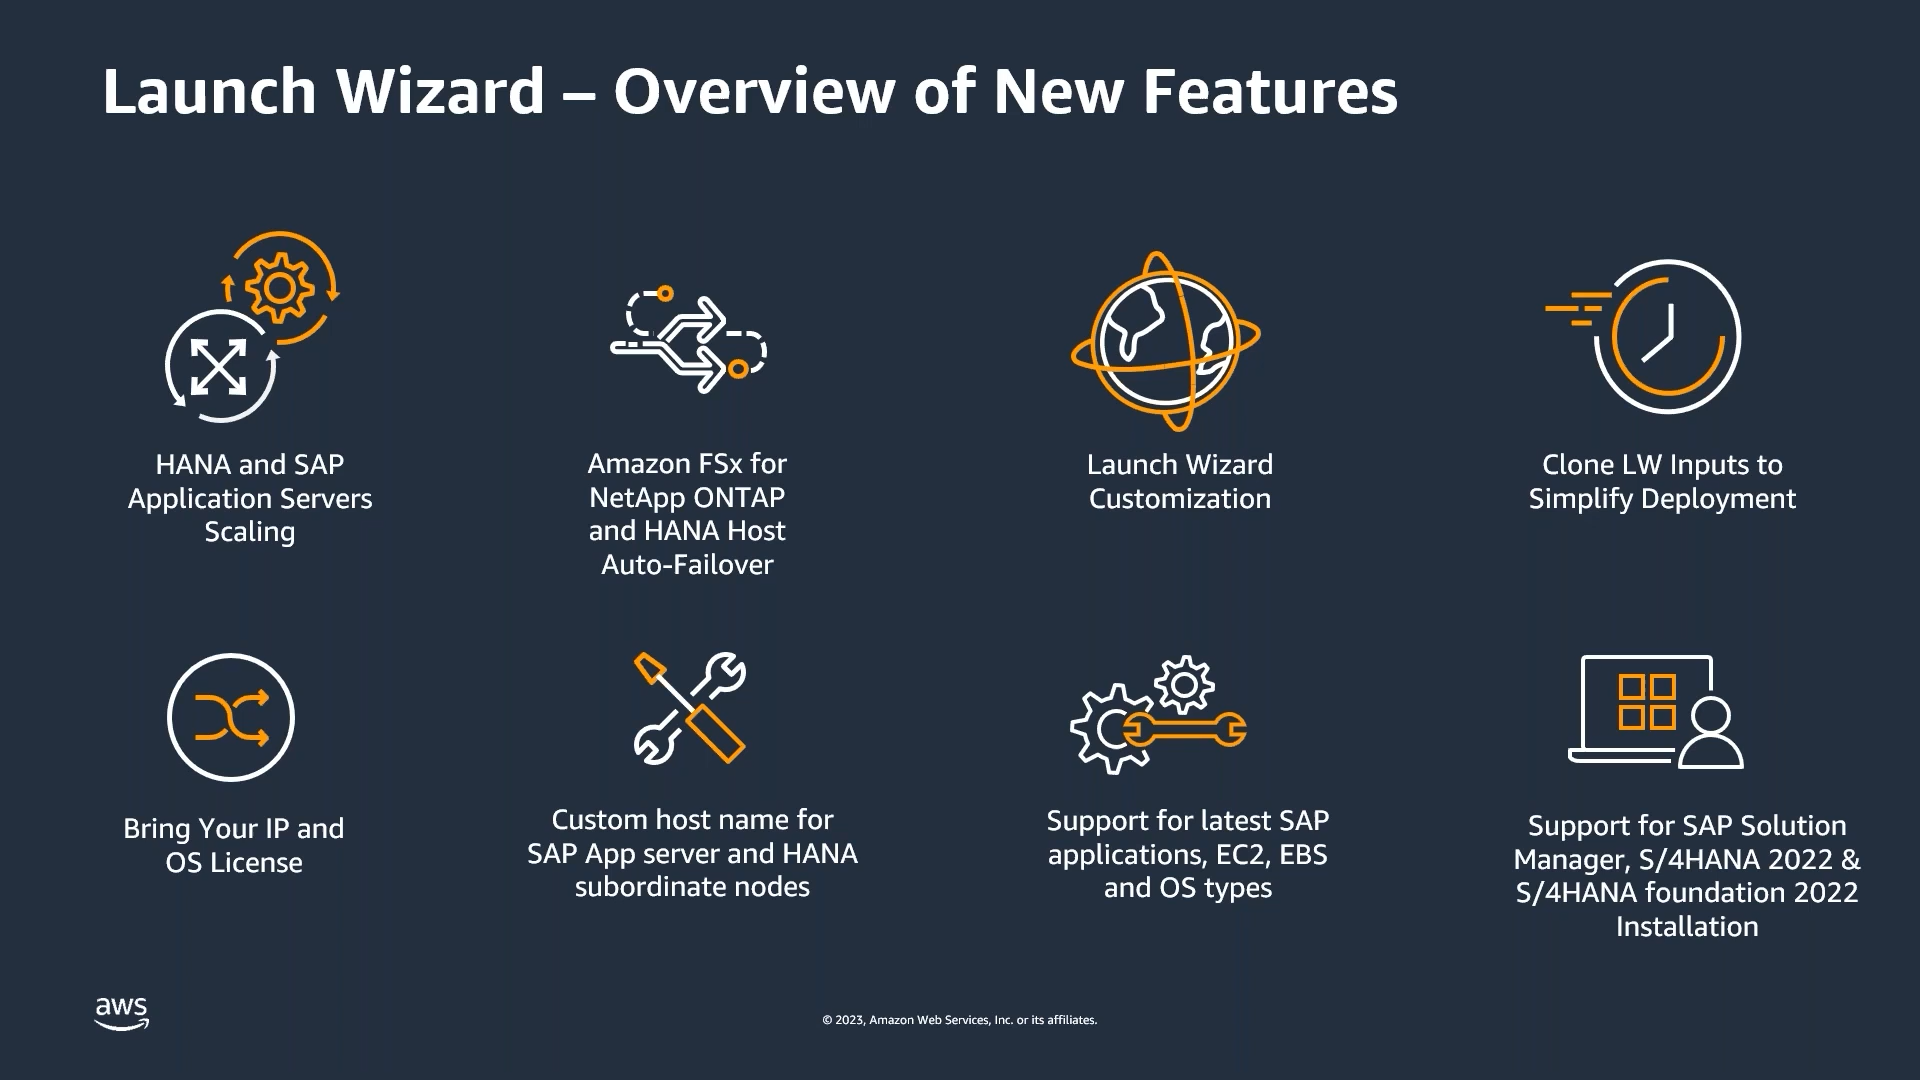 Launch Wizard – Overview of New Features
HANA and SAP
Application Servers
Scaling
Amazon FSx for
NetApp ONTAP
and HANA Host
Auto-Failover
Launch Wizard
Customization
Clone LW Inputs to
Simplify Deployment
Bring Your IP and
OS License
Custom host name for
SAP App server and HANA
subordinate nodes
Support for latest SAP
applications, EC2, EBS
and OS types
Support for SAP Solution
Manager, S/4HANA 2022 &
S/4HANA foundation 2022
Installation
aws
© 2023, Amazon Web Services, Inc. or its affiliates.